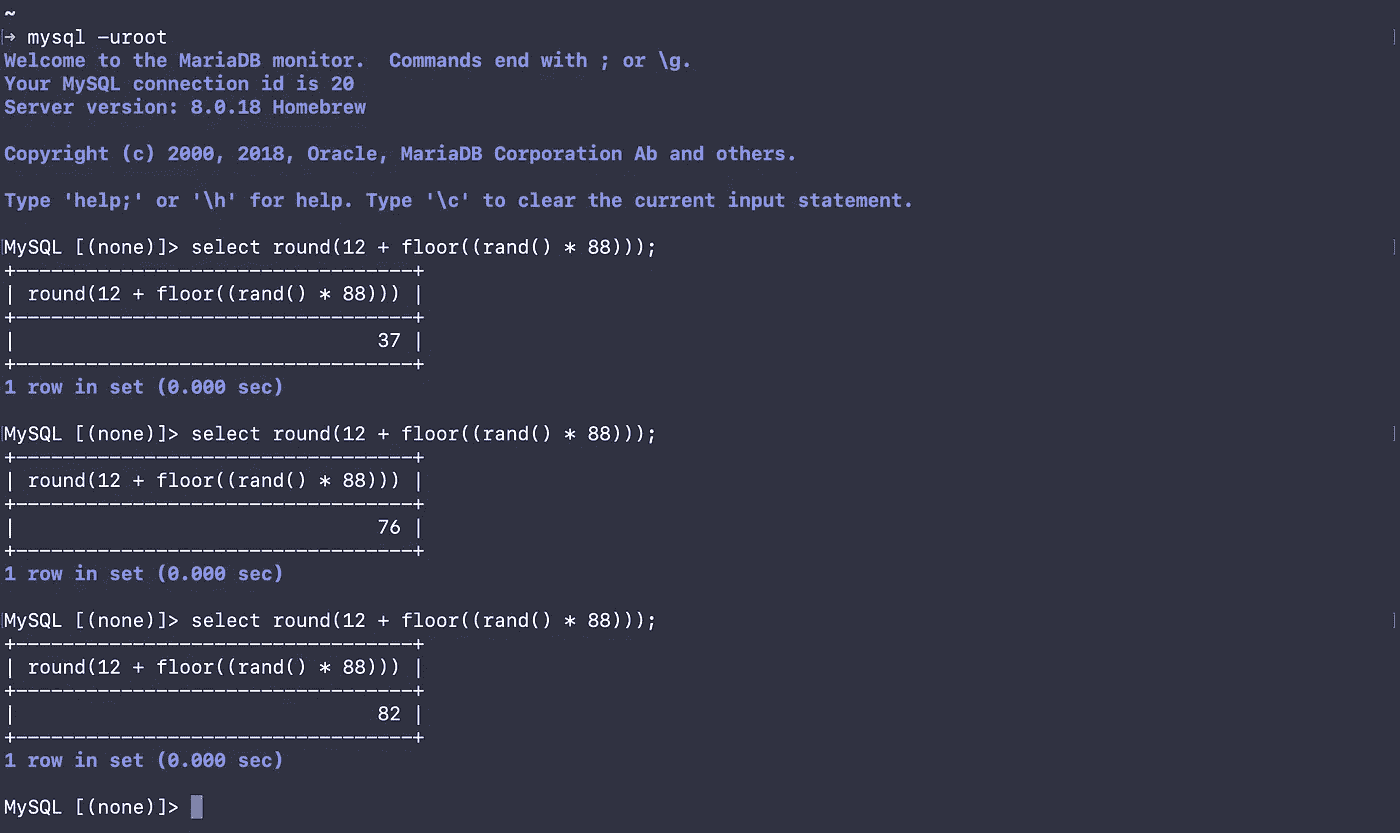 ~
→ mysql -uroot
Welcome to the MariaDB monitor.  Commands end with ; or \g.
Your MySQL connection id is 20
Server version: 8.0.18 Homebrew

Copyright (c) 2000, 2018, Oracle, MariaDB Corporation Ab and others.

Type 'help;' or '\h' for help. Type '\c' to clear the current input statement.

MySQL [(none)]> select round(12 + floor((rand() * 88)));
+----------------------------------+
| round(12 + floor((rand() * 88))) |
+----------------------------------+
|                               37 |
+----------------------------------+
1 row in set (0.000 sec)

MySQL [(none)]> select round(12 + floor((rand() * 88)));
+----------------------------------+
| round(12 + floor((rand() * 88))) |
+----------------------------------+
|                               76 |
+----------------------------------+
1 row in set (0.000 sec)

MySQL [(none)]> select round(12 + floor((rand() * 88)));
+----------------------------------+
| round(12 + floor((rand() * 88))) |
+----------------------------------+
|                               82 |
+----------------------------------+
1 row in set (0.000 sec)

MySQL [(none)]>